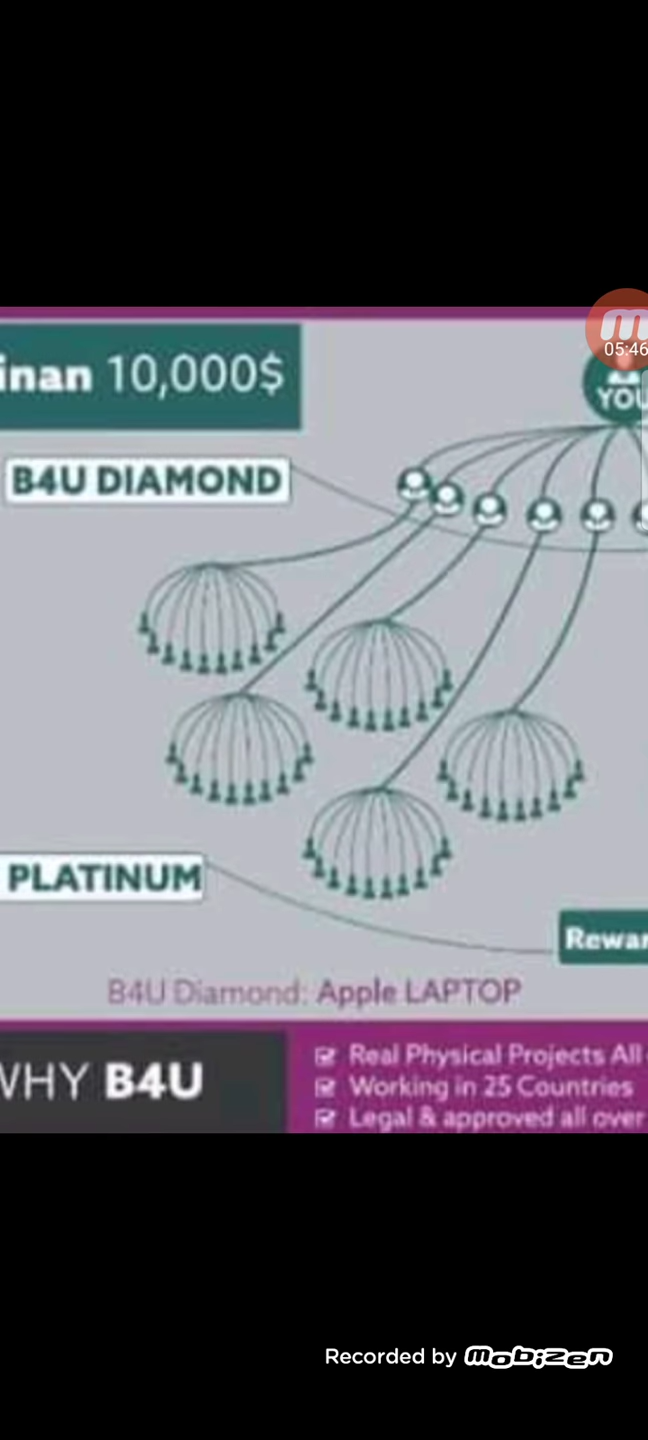 05:46
inan 10,000$
YOU
B4U DIAMOND
PLATINUM
Rewar
B4U Diamond: Apple LAPTOP
WHY B4U
Real Physical Projects All
Working in 25 Countries
Legal & approved all over
Recorded by mobizen